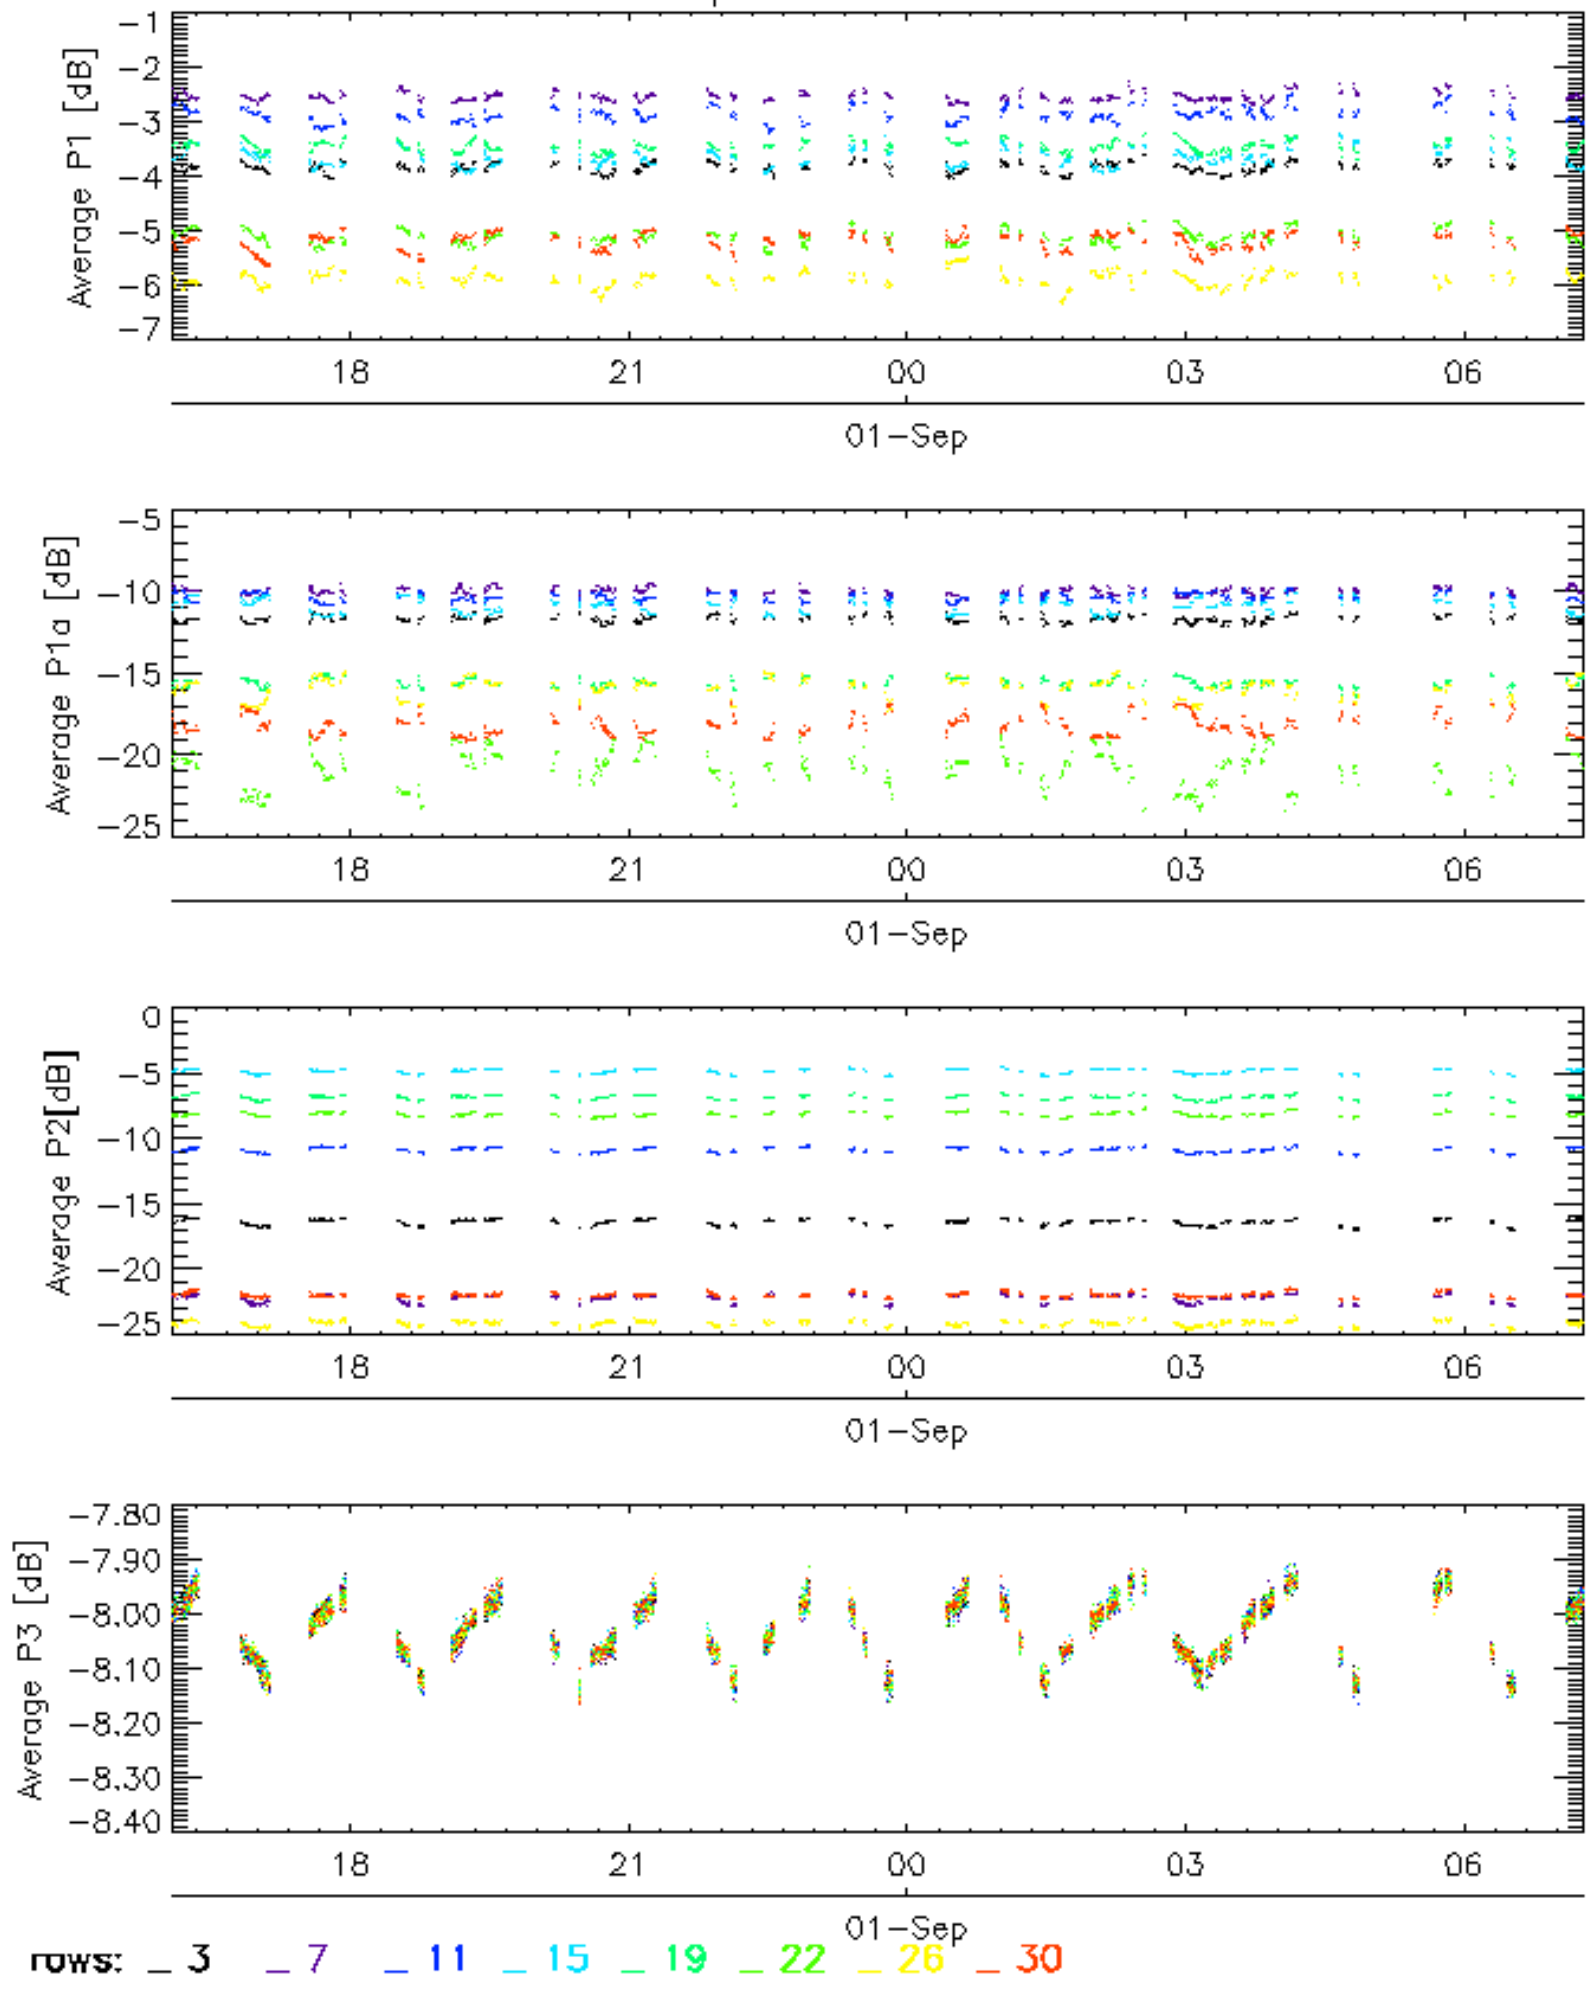 Average P1 [dB]
-1
-2
-3
-4
-5
-6
-7
18 21 00 03 06
01-Sep
Average P1a [dB]
-5
-10
-15
-20
-25
18 21 00 03 06
01-Sep
Average P2[dB]
0
-5
-10
-15
-20
-25
18 21 00 03 06
01-Sep
Average P3 [dB]
-7.80
-7.90
-8.00
-8.10
-8.20
-8.30
-8.40
18 21 00 03 06
01-Sep
rows: _ 3 _ 7 _ 11 _ 15 _ 19 _ 22 _ 26 _ 30